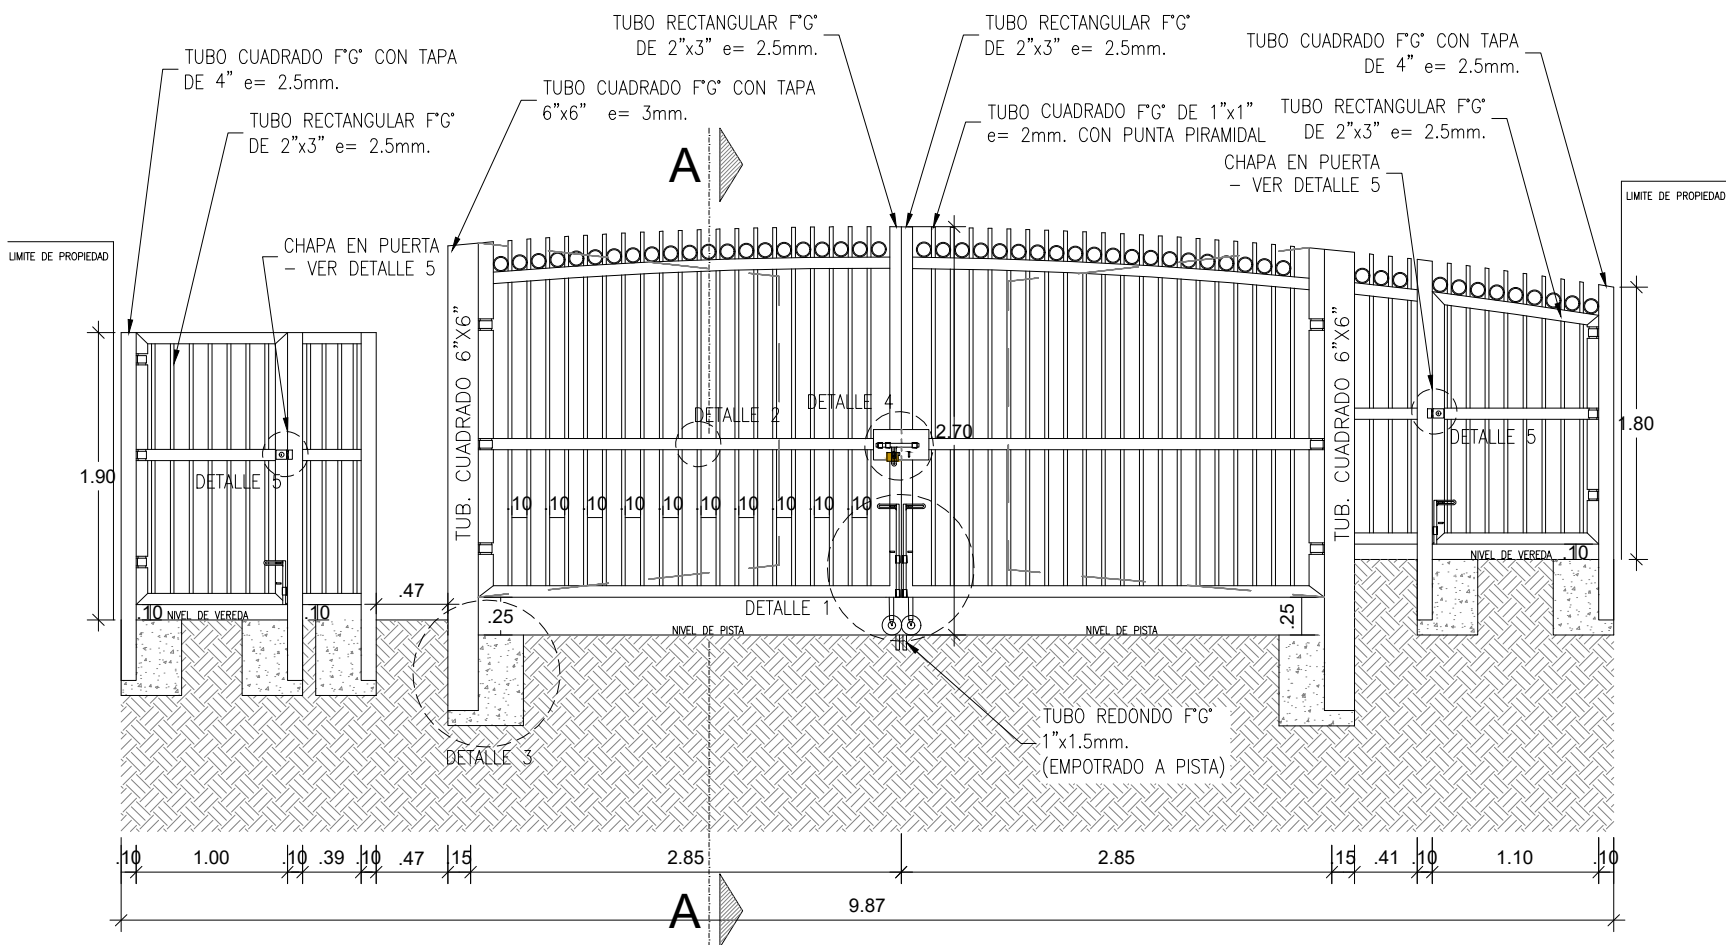 TUBO RECTANGULAR F°G°
DE 2"x3" e= 2.5mm.
TUBO RECTANGULAR F°G°
DE 2"x3" e= 2.5mm.
TUBO CUADRADO F°G° CON TAPA
DE 4" e= 2.5mm.
TUBO CUADRADO F°G° CON TAPA
DE 4" e= 2.5mm.
TUBO CUADRADO F°G° CON TAPA
6"x6" e= 3mm.
TUBO RECTANGULAR F°G°
DE 2"x3" e= 2.5mm.
TUBO CUADRADO F°G° DE 1"x1"
e= 2mm. CON PUNTA PIRAMIDAL
TUBO RECTANGULAR F°G°
DE 2"x3" e= 2.5mm.
A
CHAPA EN PUERTA
- VER DETALLE 5
LIMITE DE PROPIEDAD
CHAPA EN PUERTA
- VER DETALLE 5
LIMITE DE PROPIEDAD
TUB. CUADRADO 6"X6"
TUB. CUADRADO 6"X6"
DETALLE 2
DETALLE 4
2.70
DETALLE 5
1.80
1.90
DETALLE 5
.10 .10 .10 .10 .10 .10 .10 .10 .10 .10
NIVEL DE VEREDA
.10
.47
.10
NIVEL DE VEREDA
.10
.25
DETALLE 1
.25
NIVEL DE PISTA
NIVEL DE PISTA
TUBO REDONDO F°G°
1"x1.5mm.
(EMPOTRADO A PISTA)
DETALLE 3
.10 1.00 .10 .39 .10 .47 .15 2.85 2.85 .15 .41 .10 1.10 .10
9.87
A